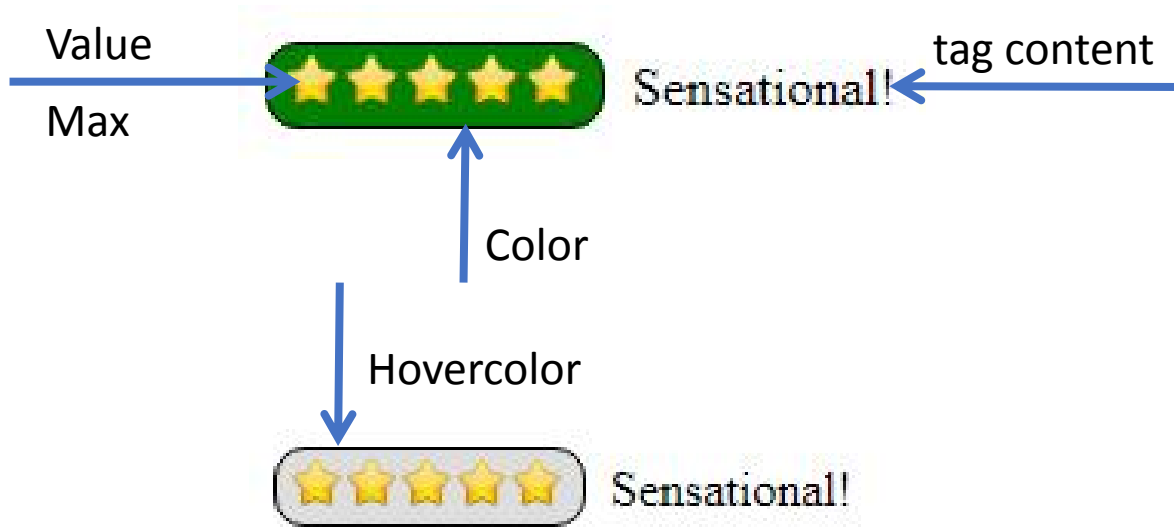 Value
Max
Sensational!
tag content
Color
Hovercolor
Sensational!